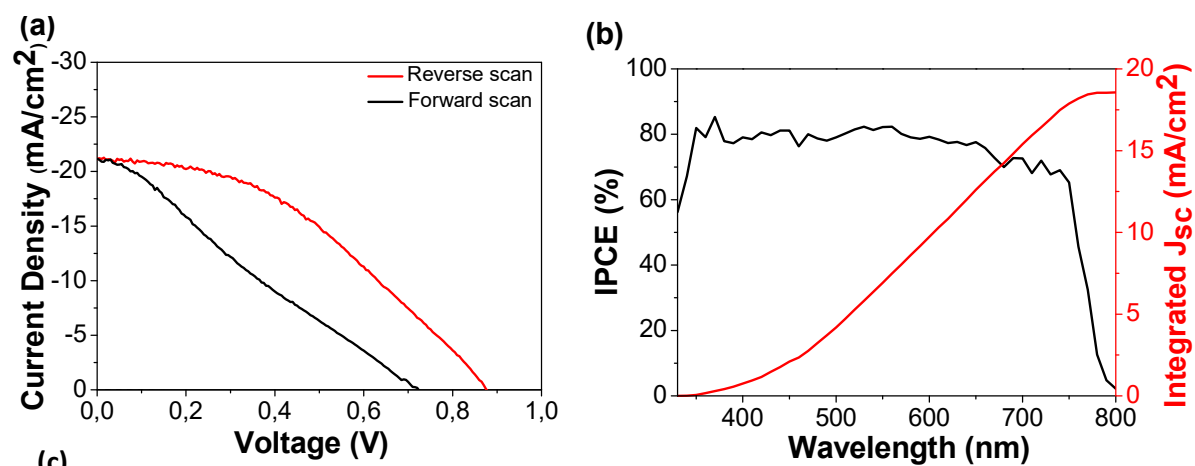 (a)
Current Density (mA/cm²)
-30
-25
-20
-15
-10
-5
0
Reverse scan
Forward scan
0,0 0,2 0,4 0,6 0,8 1,0
Voltage (V)
(b)
IPCE (%)
100
80
60
40
20
0
20
15
10
5
0
Integrated Jsc (mA/cm²)
400 500 600 700 800
Wavelength (nm)
(c)